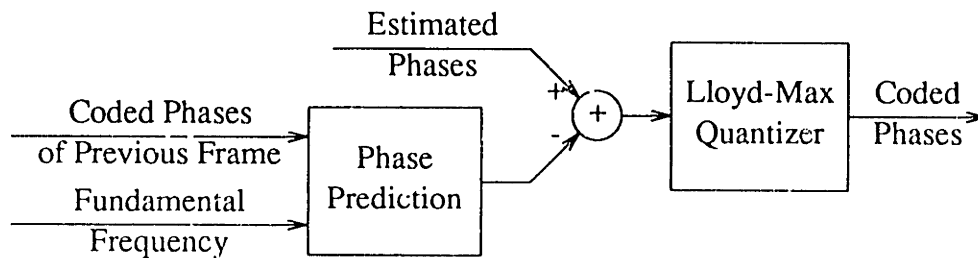 Estimated
Phases
+
+
-
Lloyd-Max
Quantizer
Coded
Phases
Coded Phases
of Previous Frame
Phase
Prediction
Fundamental
Frequency